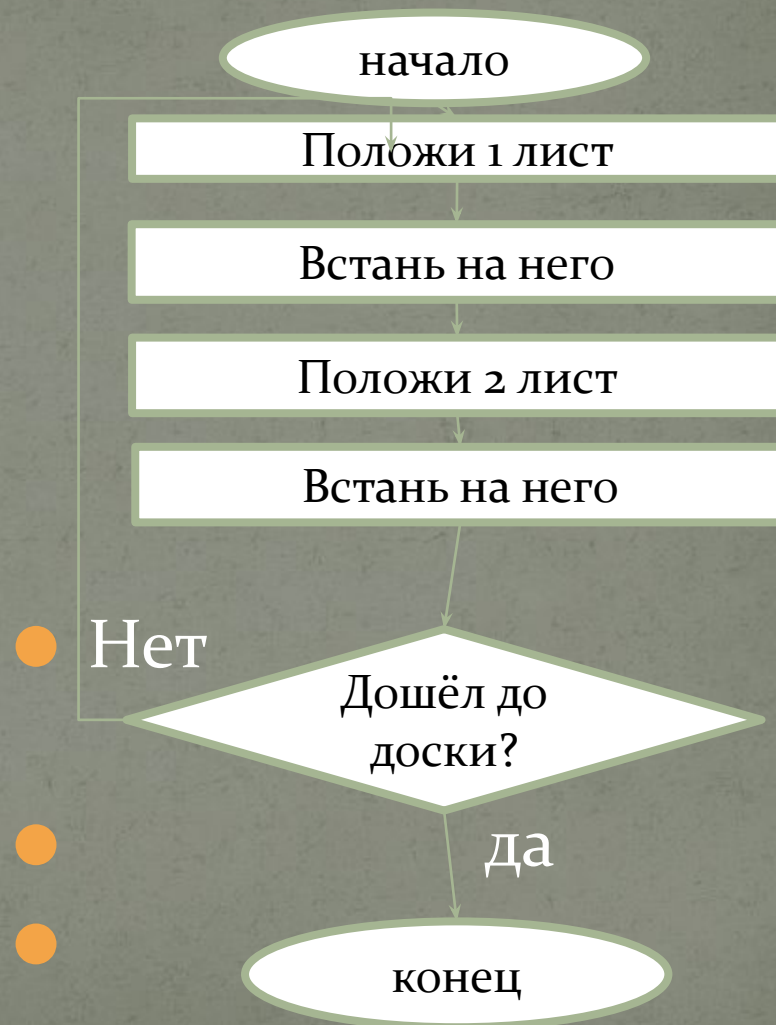 начало
Положи 1 лист
Встань на него
Положи 2 лист
Встань на него
Нет
Дошёл до
доски?
да
конец